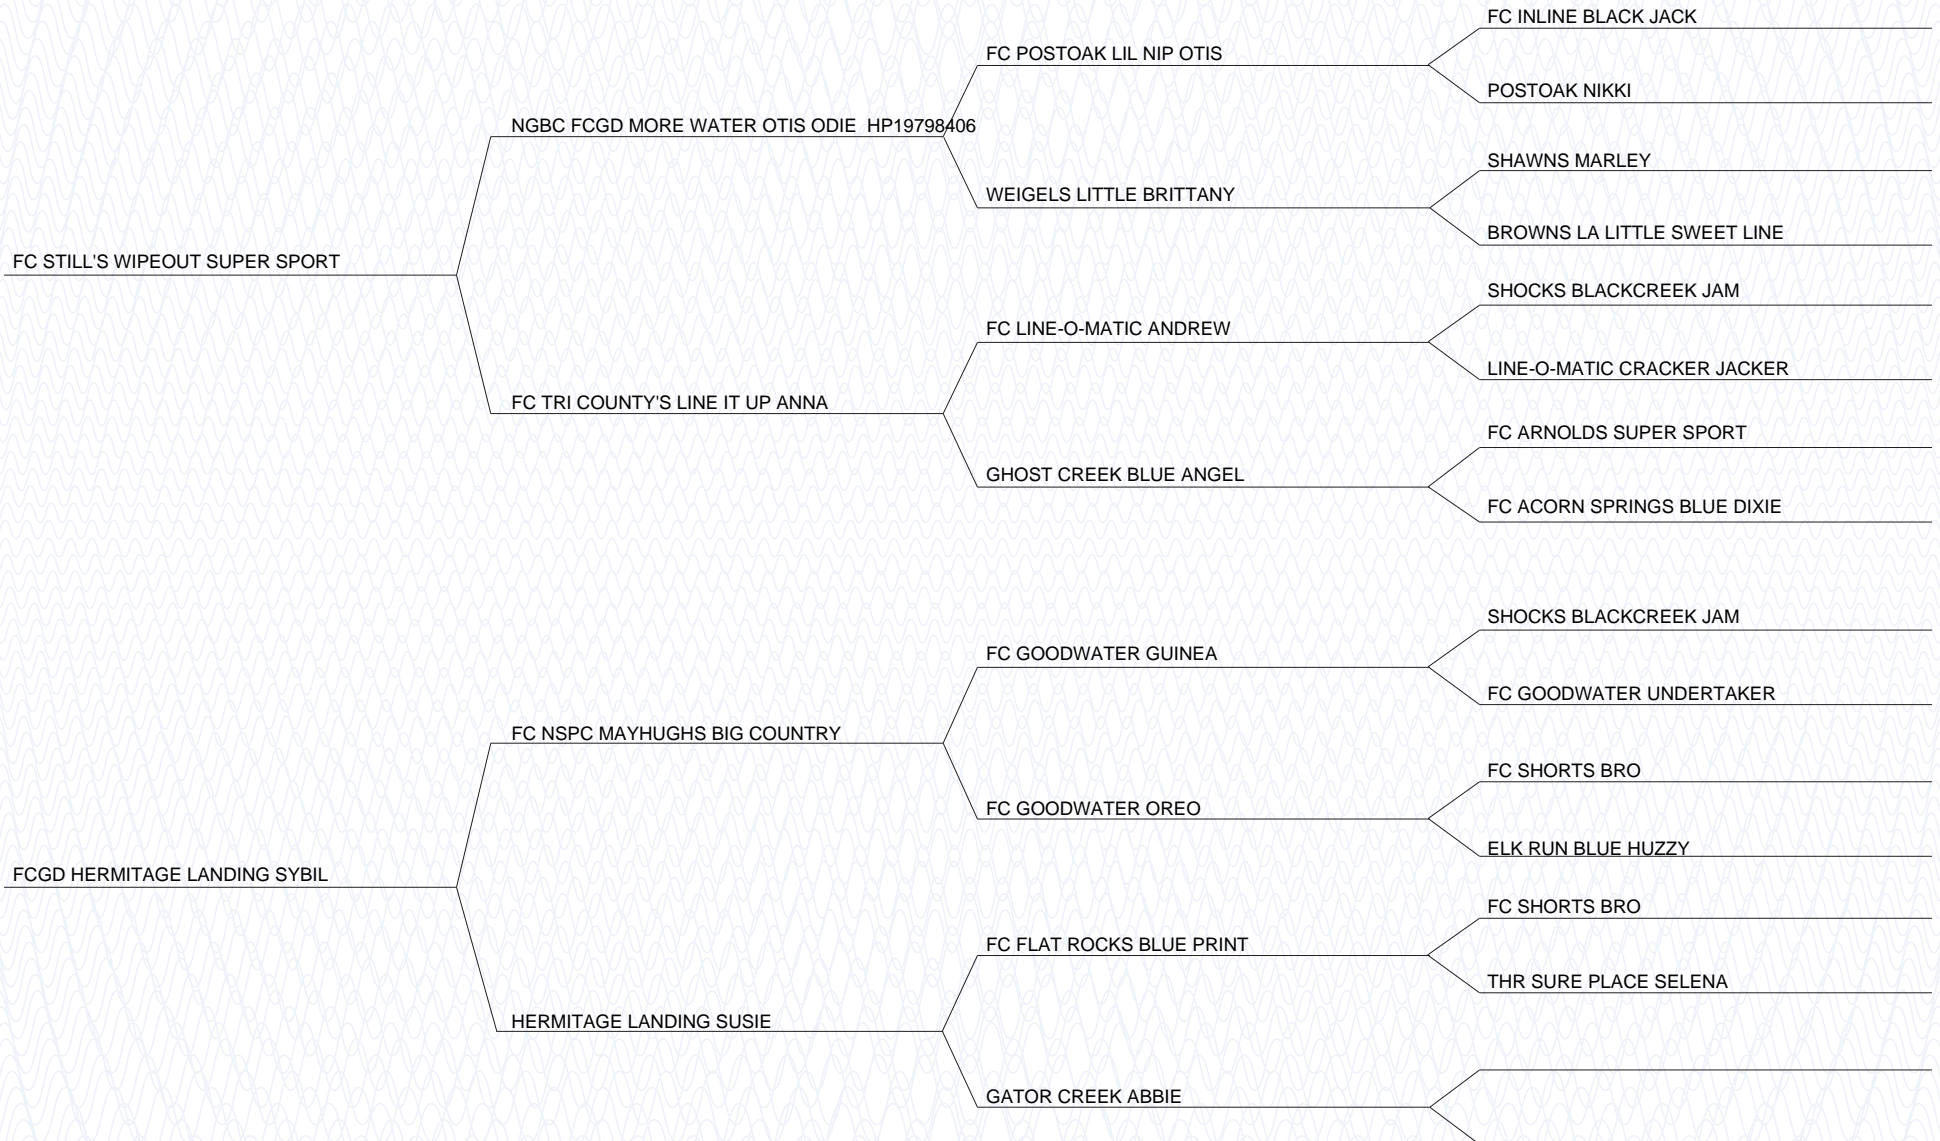 FC INLINE BLACK JACK
FC POSTOAK LIL NIP OTIS
POSTOAK NIKKI
NGBC FCGD MORE WATER OTIS ODIE  HP19798406
SHAWNS MARLEY
WEIGELS LITTLE BRITTANY
BROWNS LA LITTLE SWEET LINE
FC STILL'S WIPEOUT SUPER SPORT
SHOCKS BLACKCREEK JAM
FC LINE-O-MATIC ANDREW
LINE-O-MATIC CRACKER JACKER
FC TRI COUNTY'S LINE IT UP ANNA
FC ARNOLDS SUPER SPORT
GHOST CREEK BLUE ANGEL
FC ACORN SPRINGS BLUE DIXIE
SHOCKS BLACKCREEK JAM
FC GOODWATER GUINEA
FC GOODWATER UNDERTAKER
FC NSPC MAYHUGHS BIG COUNTRY
FC SHORTS BRO
FC GOODWATER OREO
ELK RUN BLUE HUZZY
FCGD HERMITAGE LANDING SYBIL
FC SHORTS BRO
FC FLAT ROCKS BLUE PRINT
THR SURE PLACE SELENA
HERMITAGE LANDING SUSIE
GATOR CREEK ABBIE